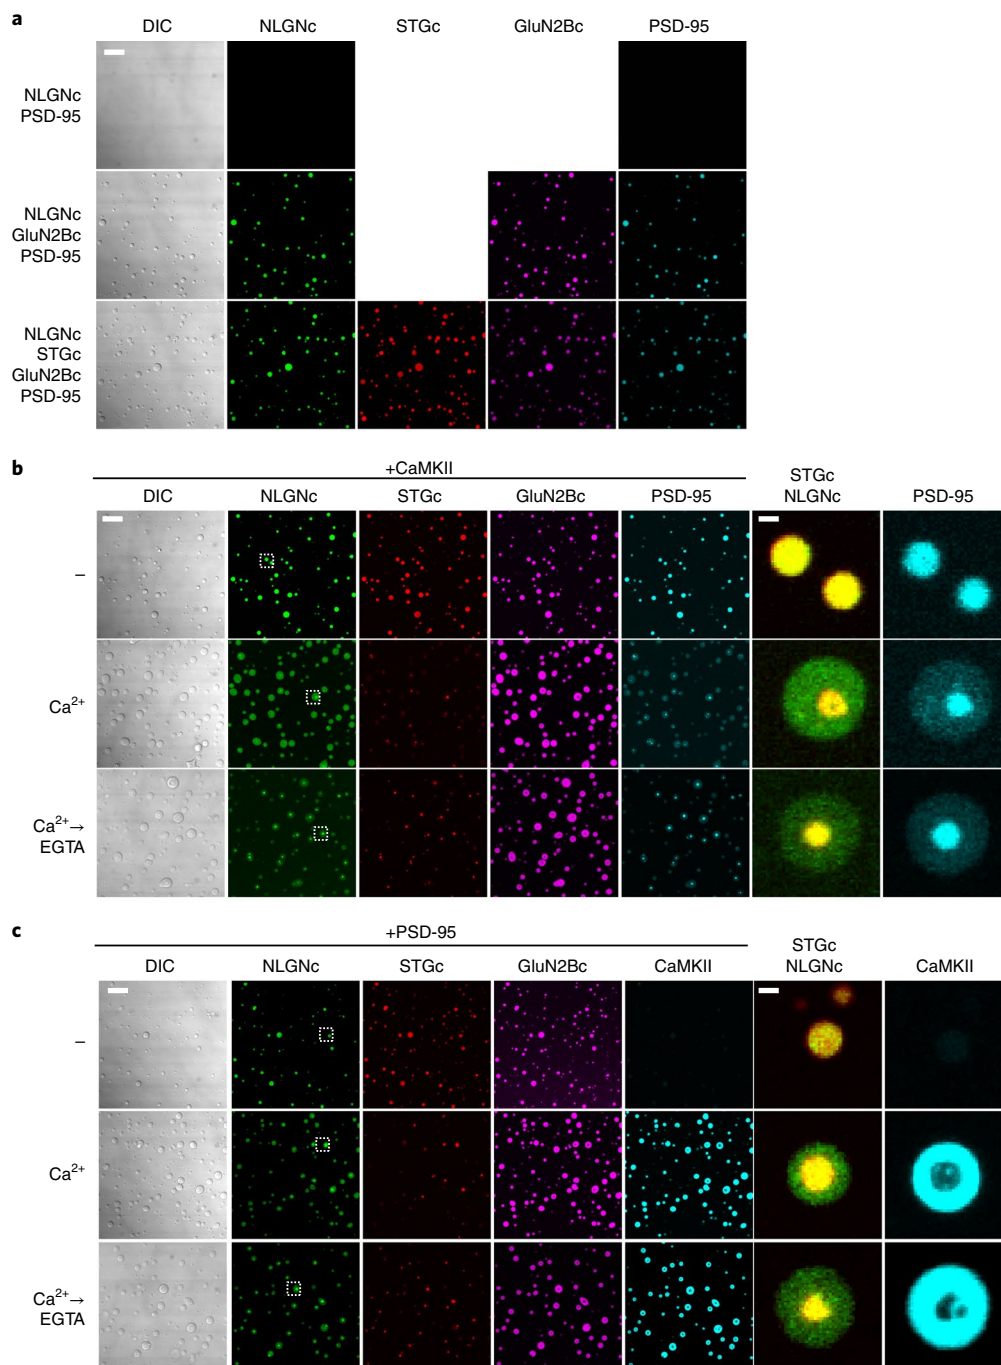 a
DIC NLGNc STGc GluN2Bc PSD-95
NLGNc
PSD-95
NLGNc
GluN2Bc
PSD-95
NLGNc
STGc
GluN2Bc
PSD-95
b
+CaMKII
DIC NLGNc STGc GluN2Bc PSD-95 STGc
NLGNc PSD-95
–
Ca²⁺
Ca²⁺→
EGTA
c
+PSD-95
DIC NLGNc STGc GluN2Bc CaMKII STGc
NLGNc CaMKII
–
Ca²⁺
Ca²⁺→
EGTA